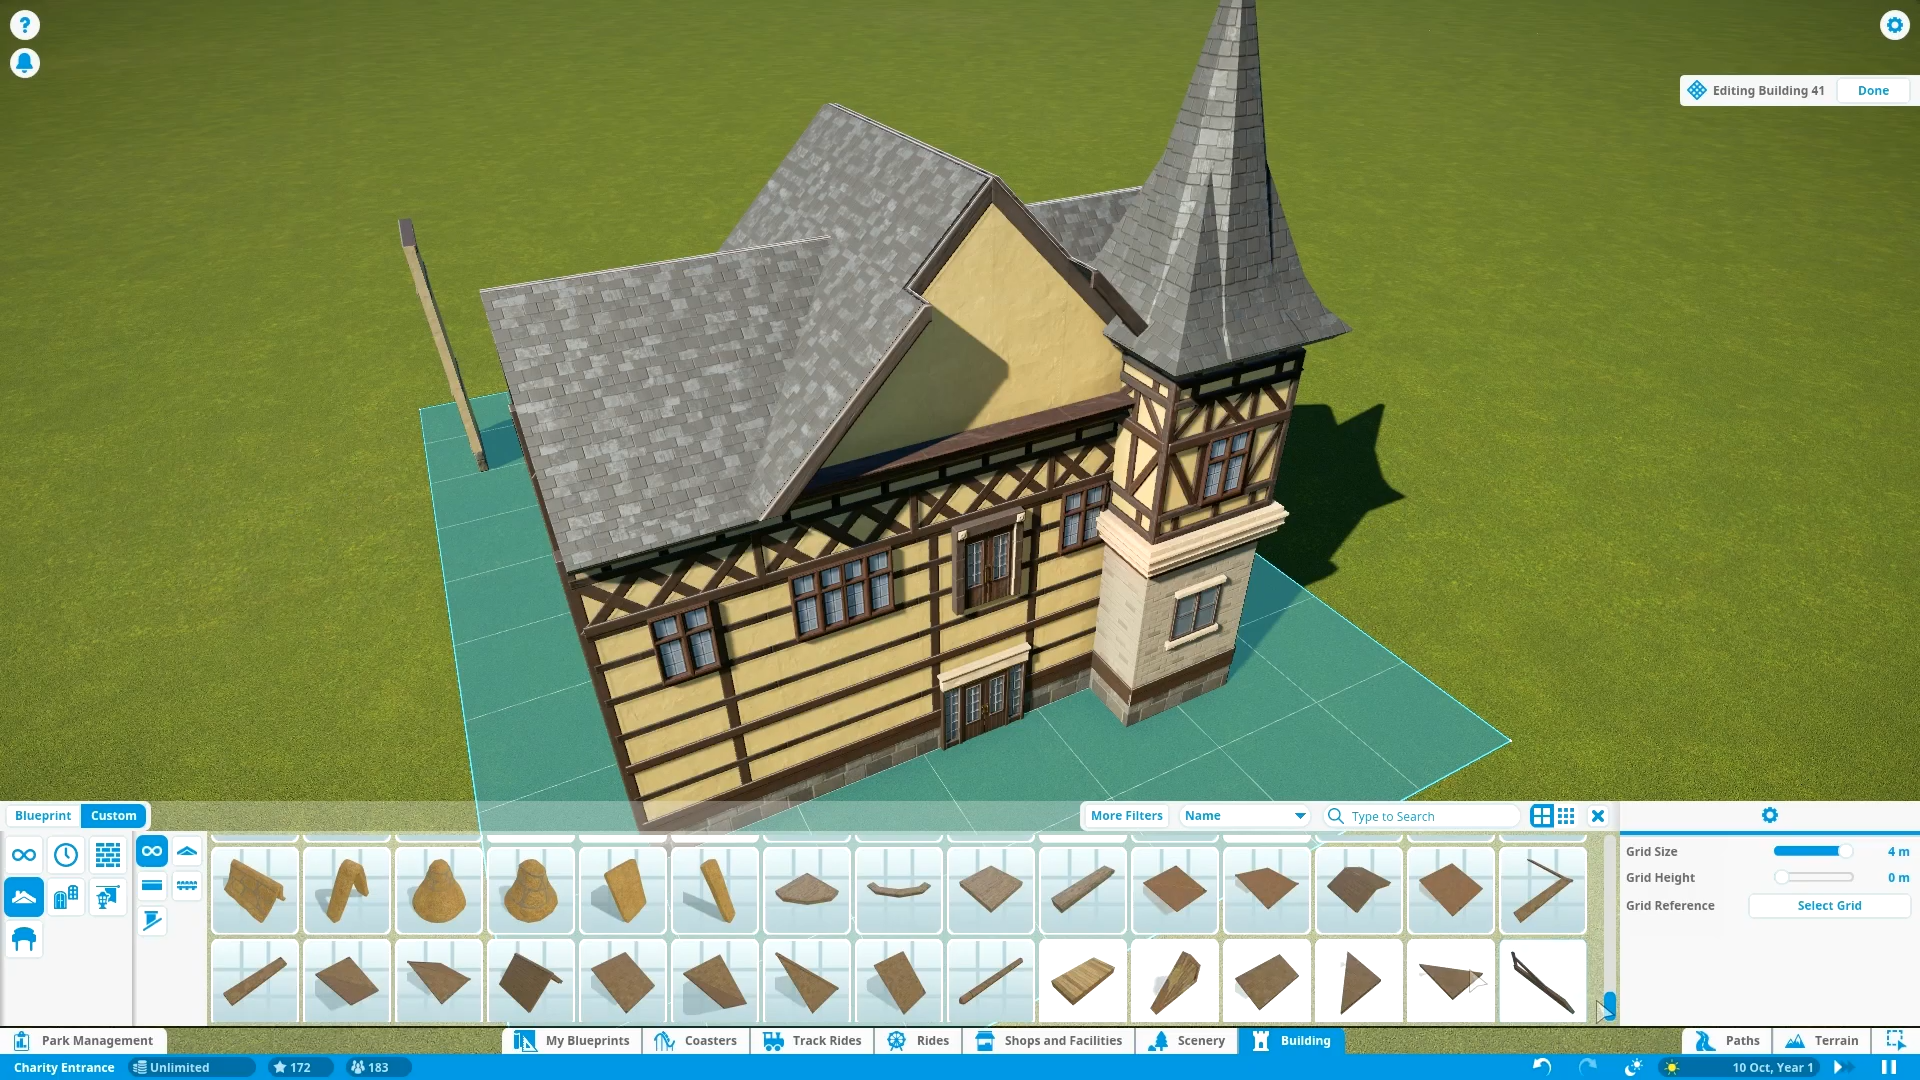 ?
Editing Building 41
Done
Blueprint
Custom
More Filters
Name
Type to Search
Grid Size
4 m
Grid Height
0 m
Grid Reference
Select Grid
Park Management
My Blueprints
Coasters
Track Rides
Rides
Shops and Facilities
Scenery
Building
Paths
Terrain
Charity Entrance
Unlimited
172
183
10 Oct, Year 1